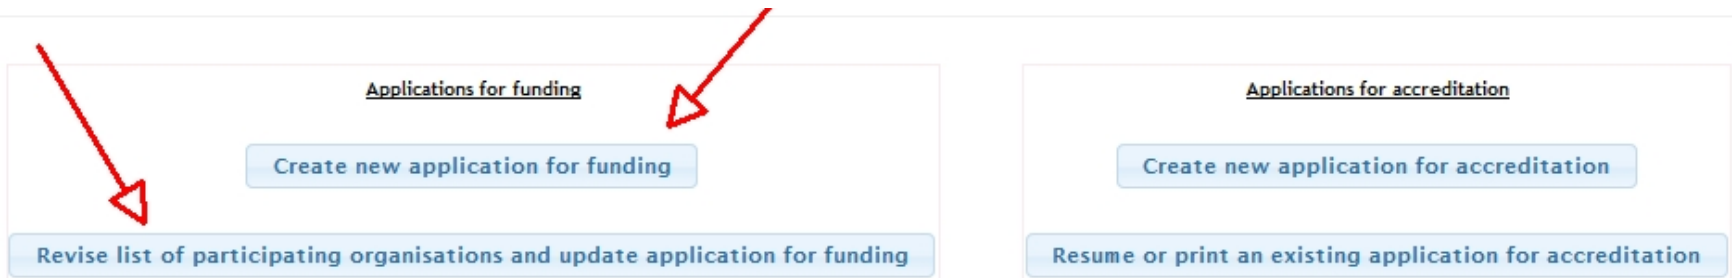 Applications for funding
Create new application for funding
Revise list of participating organisations and update application for funding
Applications for accreditation
Create new application for accreditation
Resume or print an existing application for accreditation